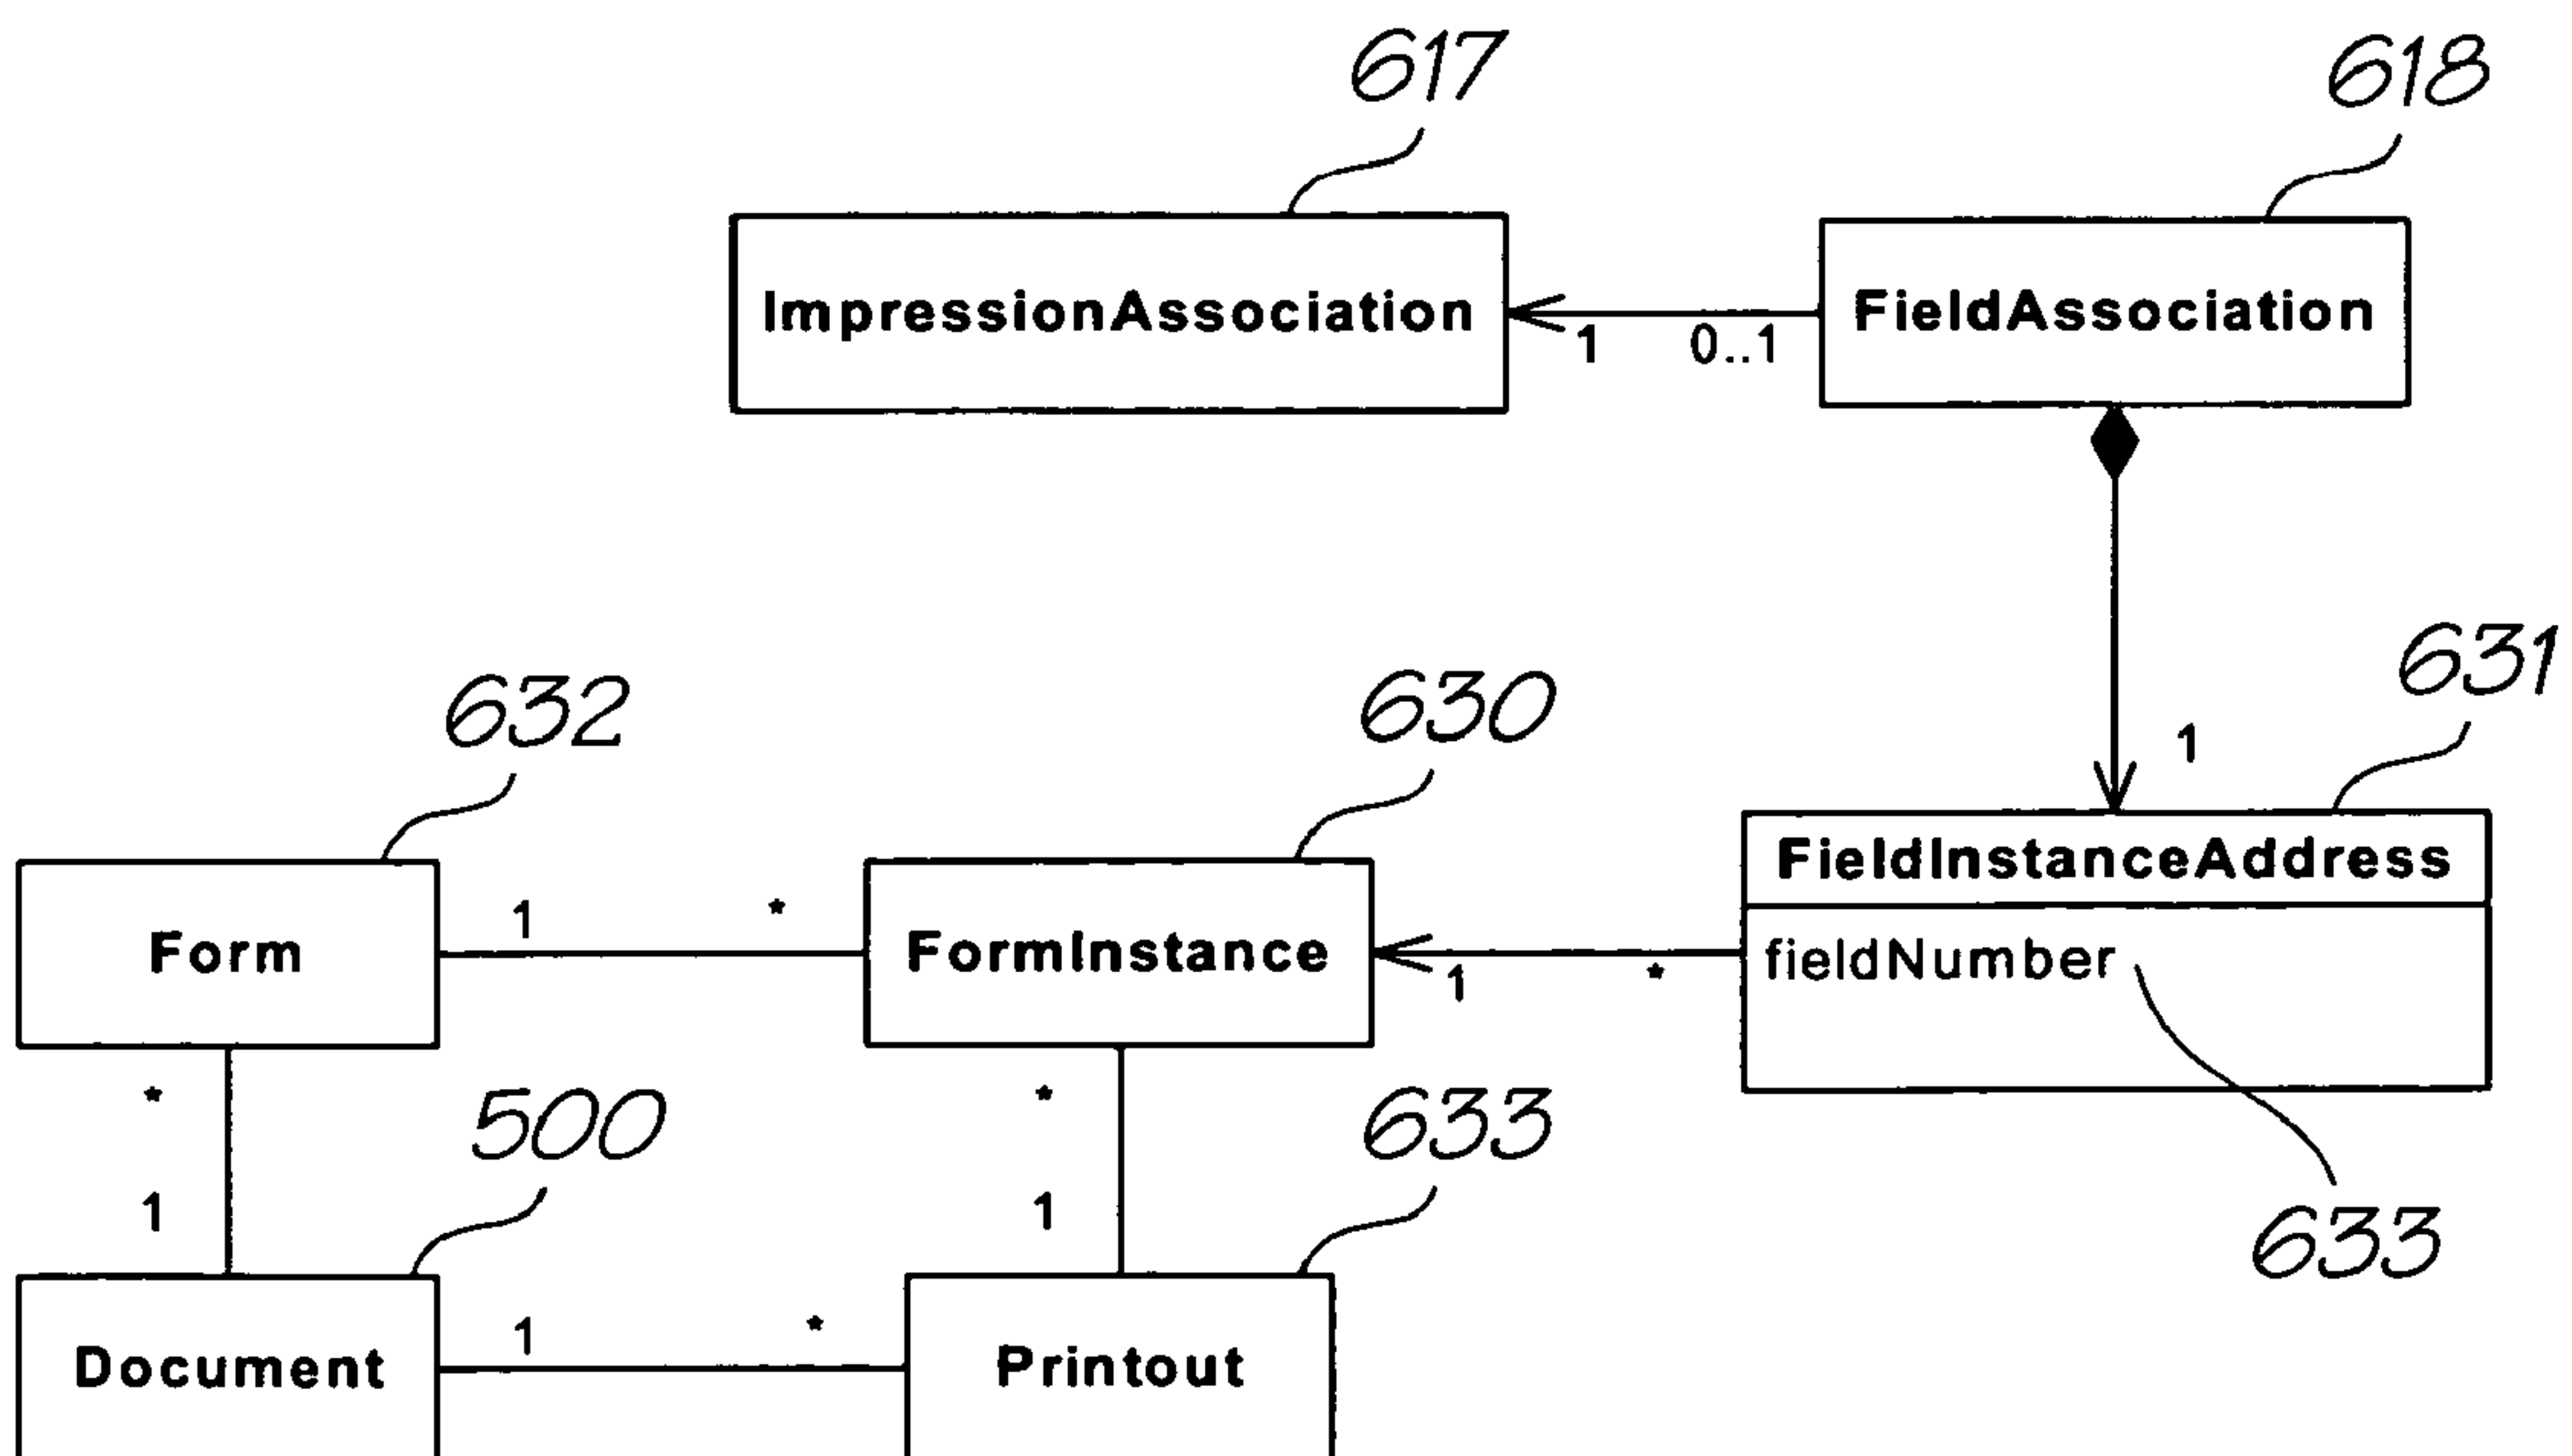 617
618
ImpressionAssociation
1
0..1
FieldAssociation
632
630
631
1
FieldInstanceAddress
Form
1
*
FormInstance
1
*
fieldNumber
*
500
*
633
1
1
633
Document
1
*
Printout